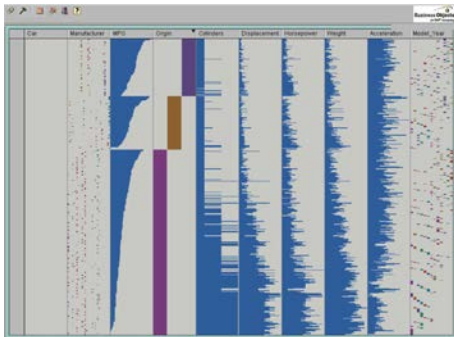 Business Objects
Car Manufacturer MPG Origin Cylinders Displacement Horsepower Weight Acceleration Model_Year